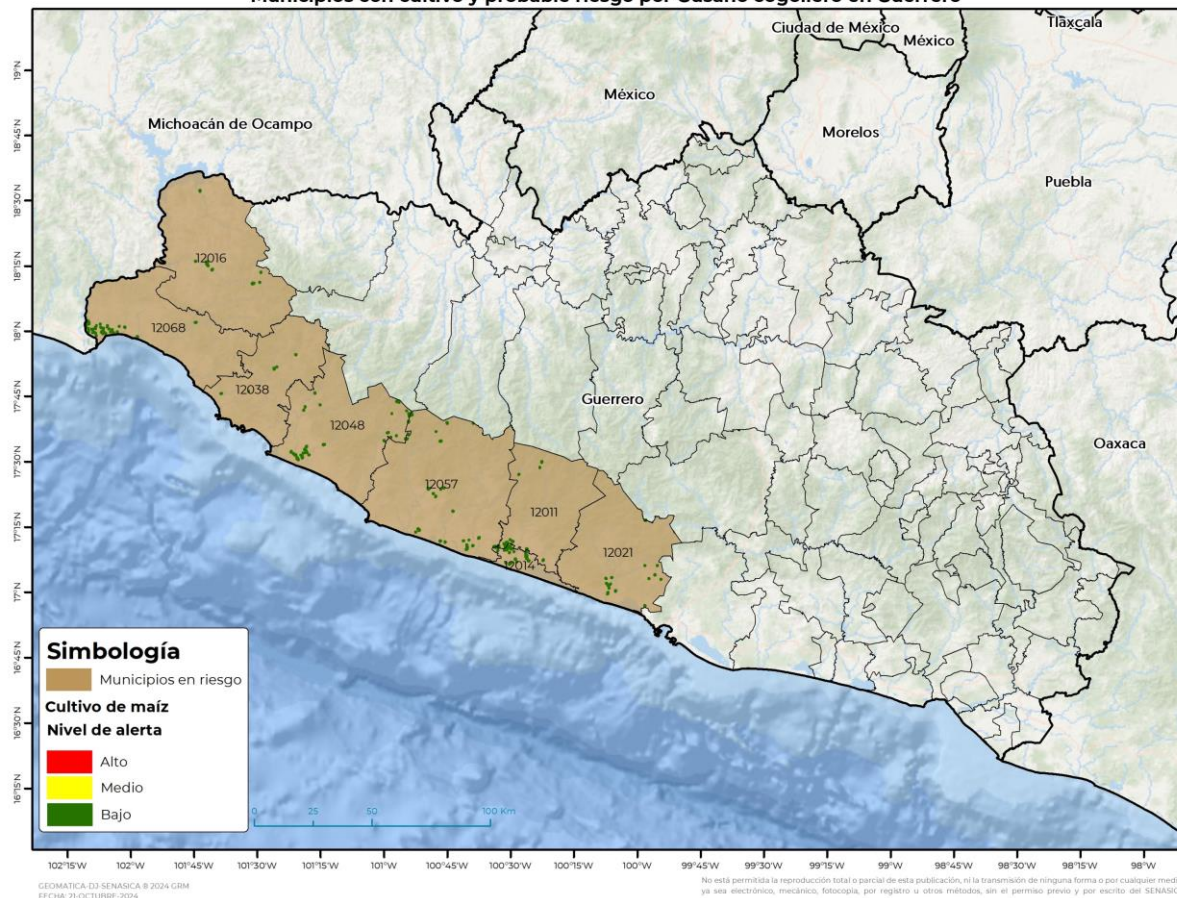 Municipios con cultivo y probable riesgo por Gusano cogollero en Guerrero
Tlaxcala
Ciudad de México
México
México
Michoacán de Ocampo
Morelos
Puebla
12016
12068
12038
12048
Guerrero
Oaxaca
12057
12011
12021
12014
19°N
18°45'N
18°30'N
18°15'N
18°N
17°45'N
17°30'N
17°15'N
17°N
16°45'N
16°30'N
16°15'N
Simbología
Municipios en riesgo
Cultivo de maíz
Nivel de alerta
Alto
Medio
Bajo
0 25 50 100 Km
102°15'W 102°W 101°45'W 101°30'W 101°15'W 101°W 100°45'W 100°30'W 100°15'W 100°W 99°45'W 99°30'W 99°15'W 99°W 98°45'W 98°30'W 98°15'W 98°W
GEOMATICA-DJ-SENASICA ® 2024 GRM
FECHA: 21-OCTUBRE-2024
No está permitida la reproducción total o parcial de esta publicación, ni la transmisión de ninguna forma o por cualquier medi
ya sea electrónico, mecánico, fotocopia, por registro u otros métodos, sin el permiso previo y por escrito del SENASIC